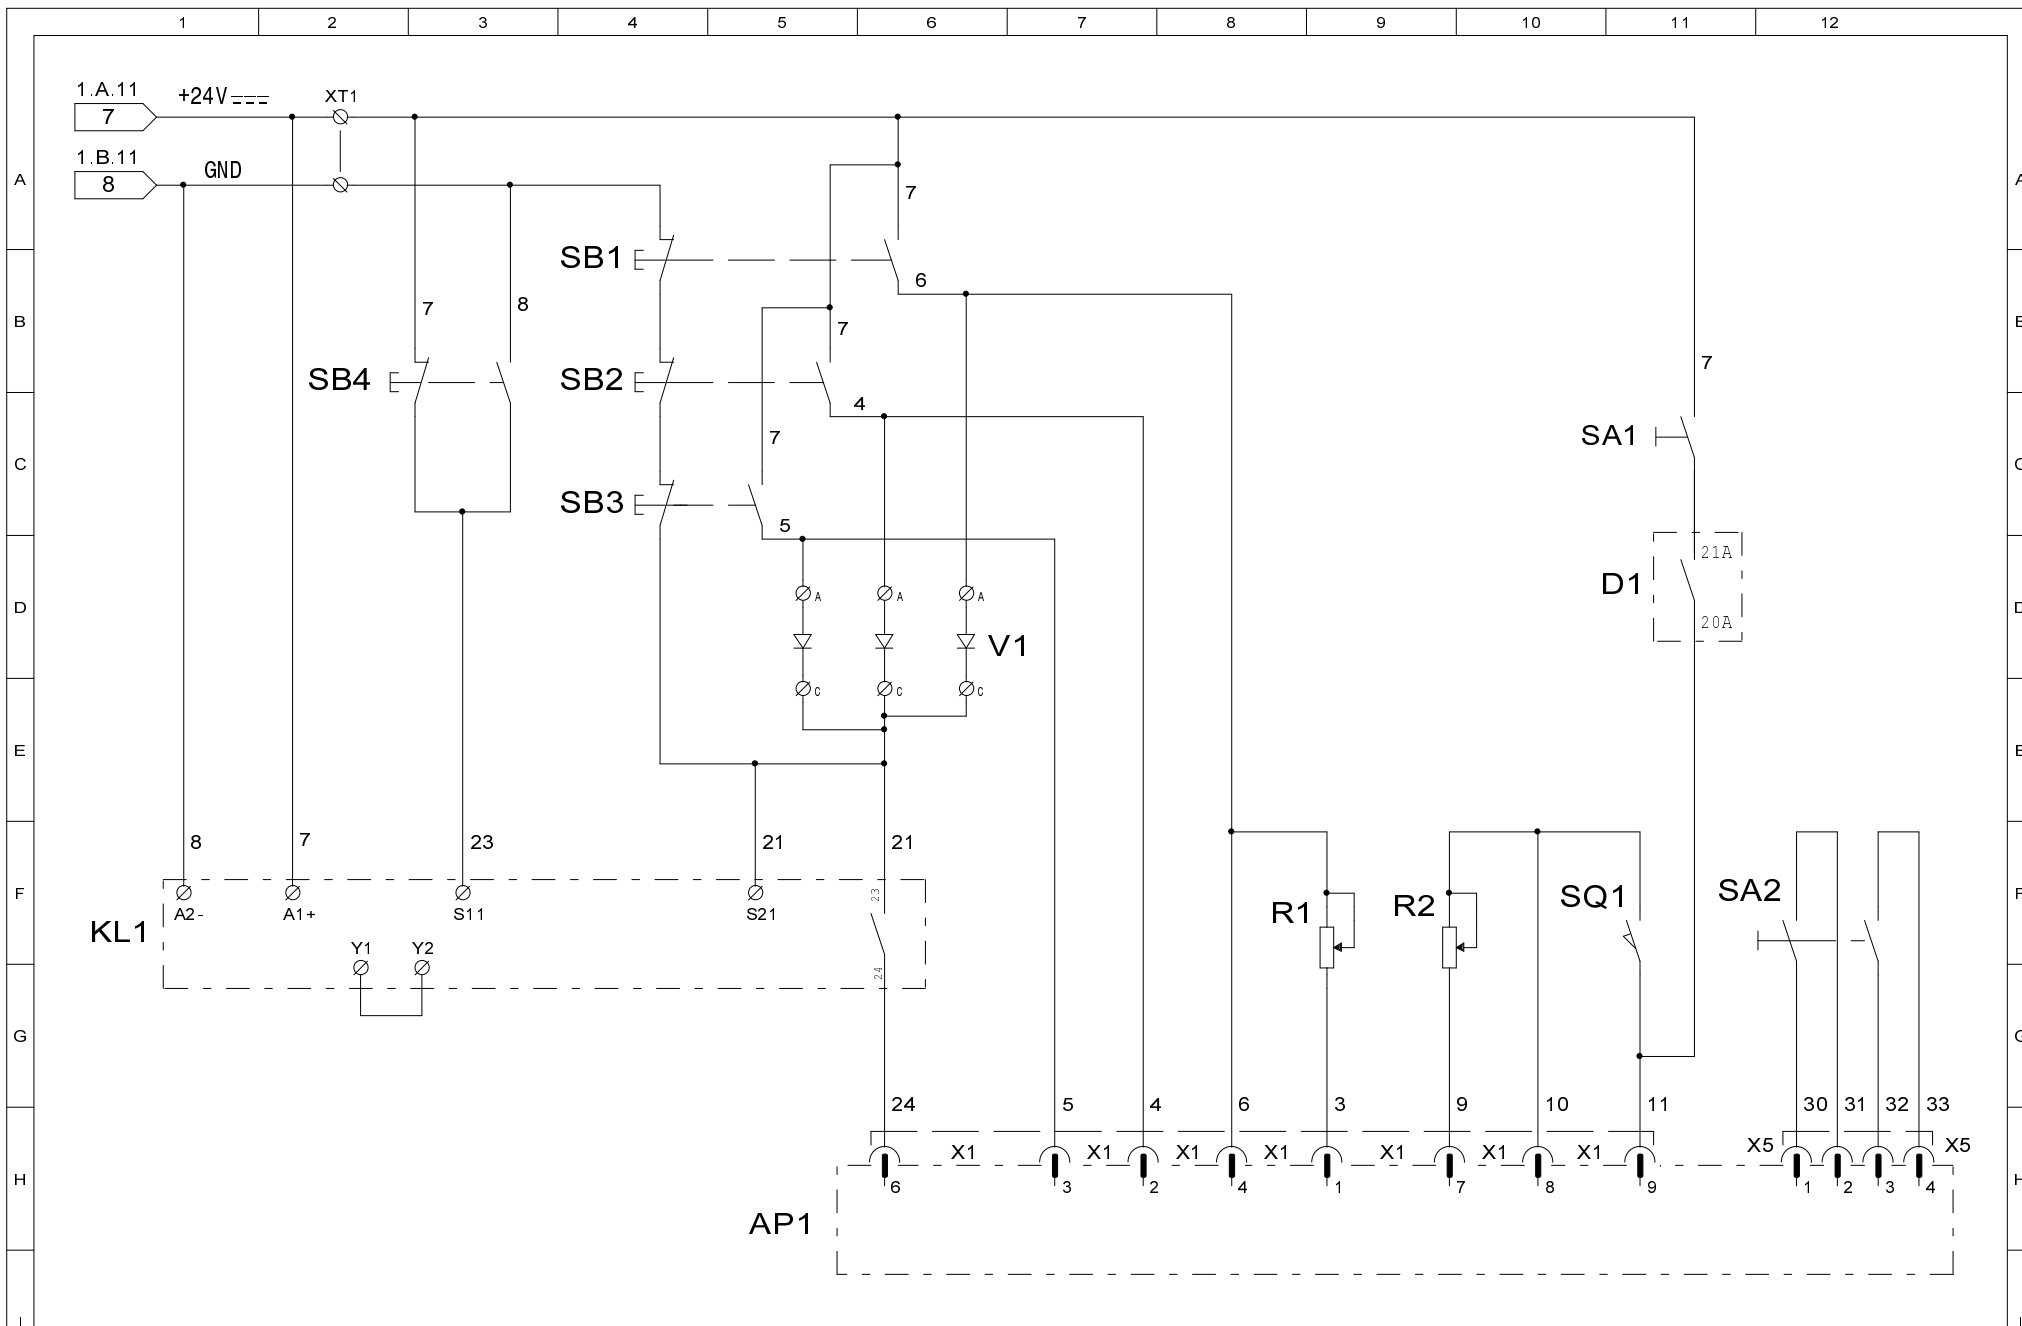 1 2 3 4 5 6 7 8 9 10 11 12
1.A.11 +24V XT1
7
1.B.11 GND
8
A A
7
SB1
6
7 8
B
7
7
SB4 SB2
4
7
SA1
C
SB3
5
21A
D1
A A A
D
20A
V1
C C C
E
8 7 23 21 21
F
23
A2- A1+ S11 S21
KL1
R1 R2 SQ1 SA2
Y1 Y2
24
G
24 5 4 6 3 9 10 11 30 31 32 33
X1 X1 X1 X1 X1 X1 X1 X5 X5
H
6 3 2 4 1 7 8 9 1 2 3 4
AP1